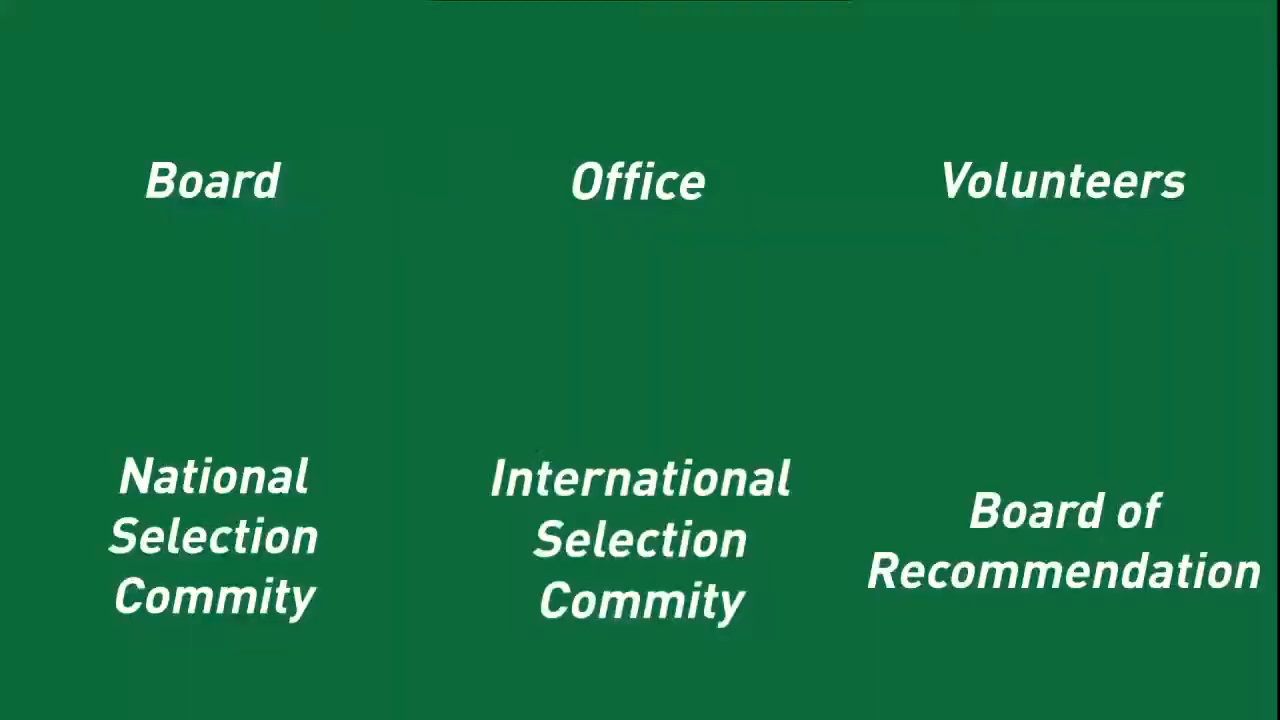 Board
Office
Volunteers
National
Selection
Commity
International
Selection
Commity
Board of
Recommendation